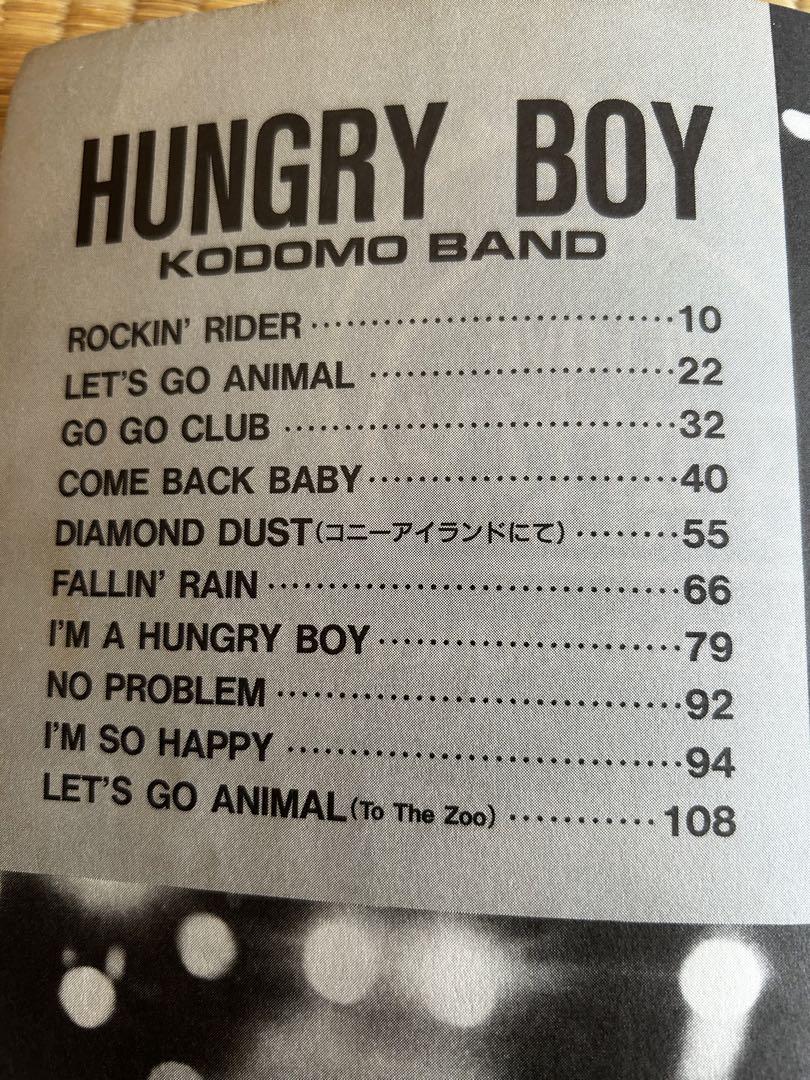 HUNGRY BOY
KODOMO BAND
ROCKIN' RIDER ······························10
LET'S GO ANIMAL ·························22
GO GO CLUB ·································32
COME BACK BABY··························40
DIAMOND DUST(コニーアイランドにて) ········55
FALLIN' RAIN ···································66
I'M A HUNGRY BOY·························79
NO PROBLEM ··································92
I'M SO HAPPY ·································94
LET'S GO ANIMAL(To The Zoo) ············108